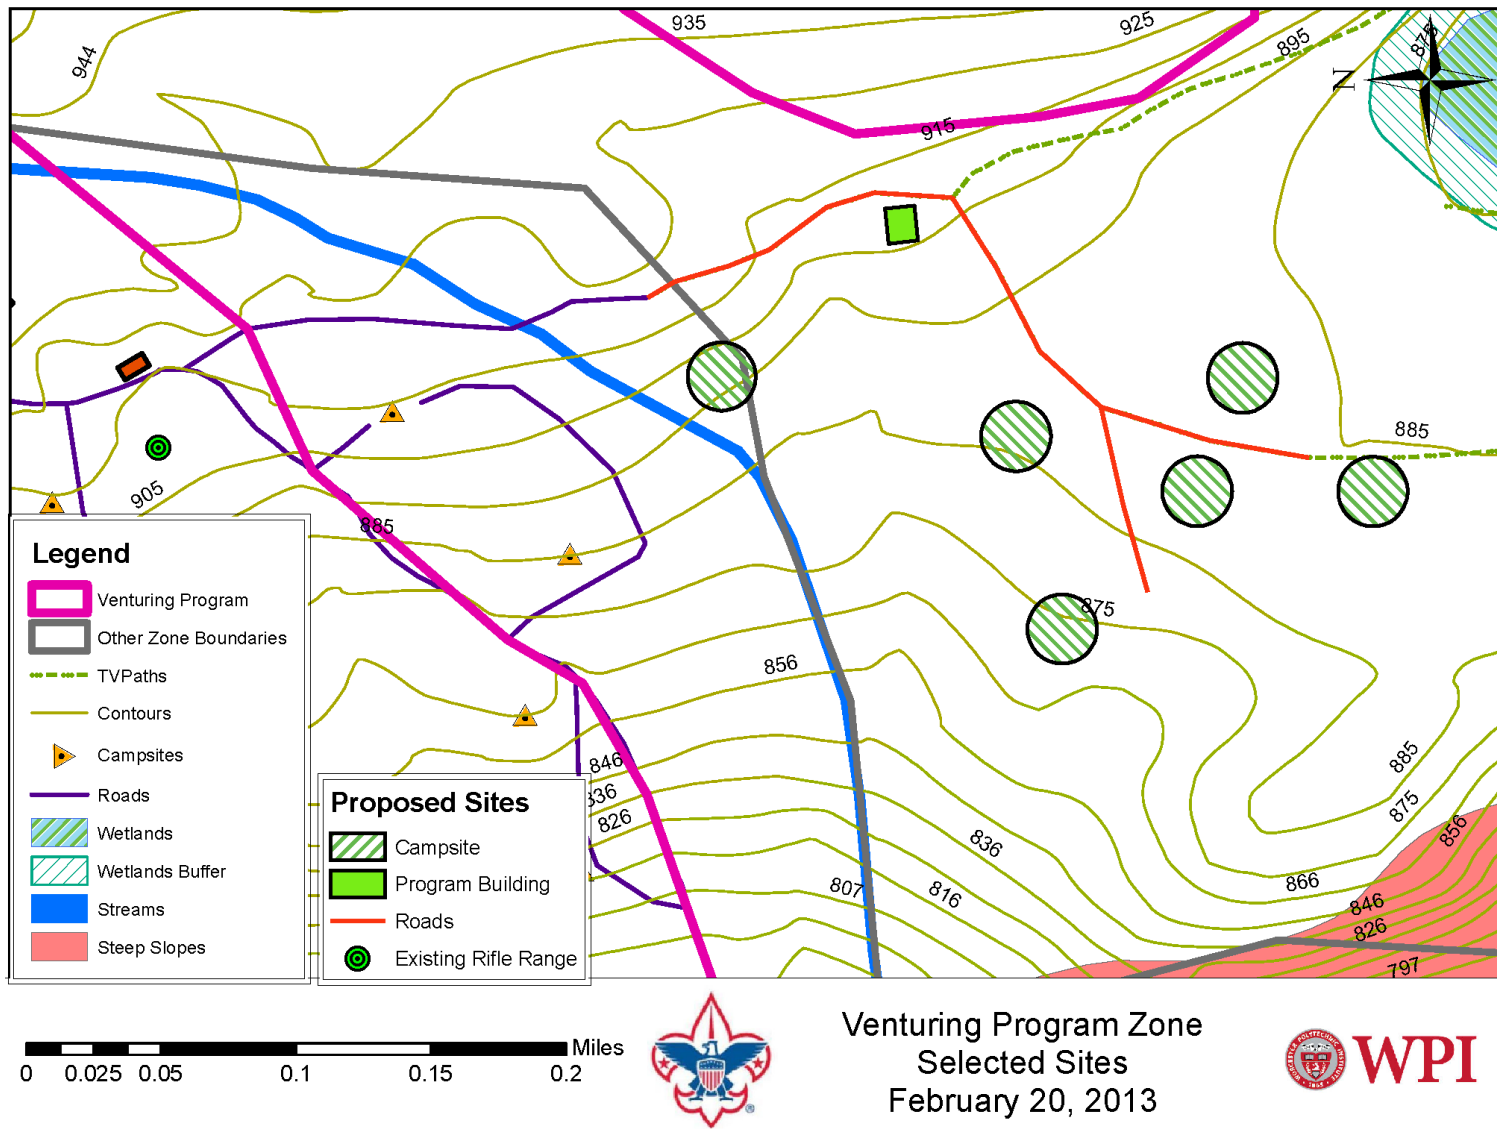 935
925
895
876
944
N
915
885
905
885
Legend
Venturing Program
Other Zone Boundaries
TVPaths
Contours
Campsites
Roads
Wetlands
Wetlands Buffer
Streams
Steep Slopes
875
856
846
836
826
Proposed Sites
Campsite
Program Building
Roads
Existing Rifle Range
885
875
856
836
866
807
816
846
826
797
Miles
0 0.025 0.05 0.1 0.15 0.2
Venturing Program Zone
Selected Sites
February 20, 2013
WPI